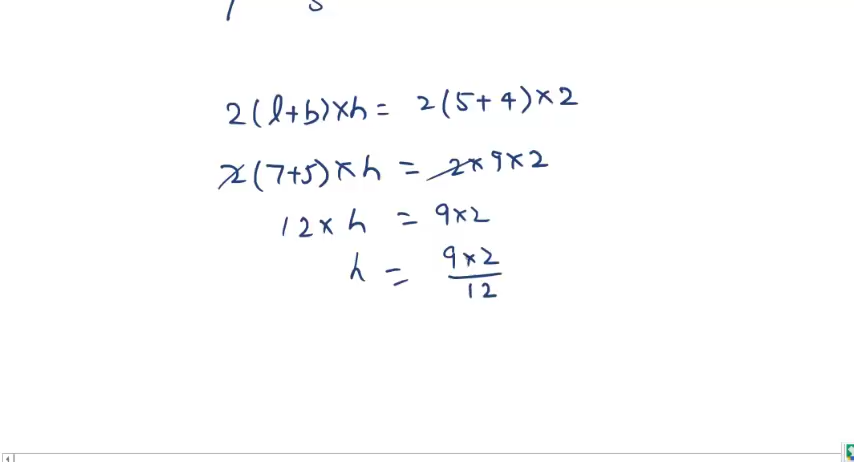 2(l+b)×h = 2(5+4)×2
2(7+5)×h = 2×9×2
12×h = 9×2
h = 9×2/12